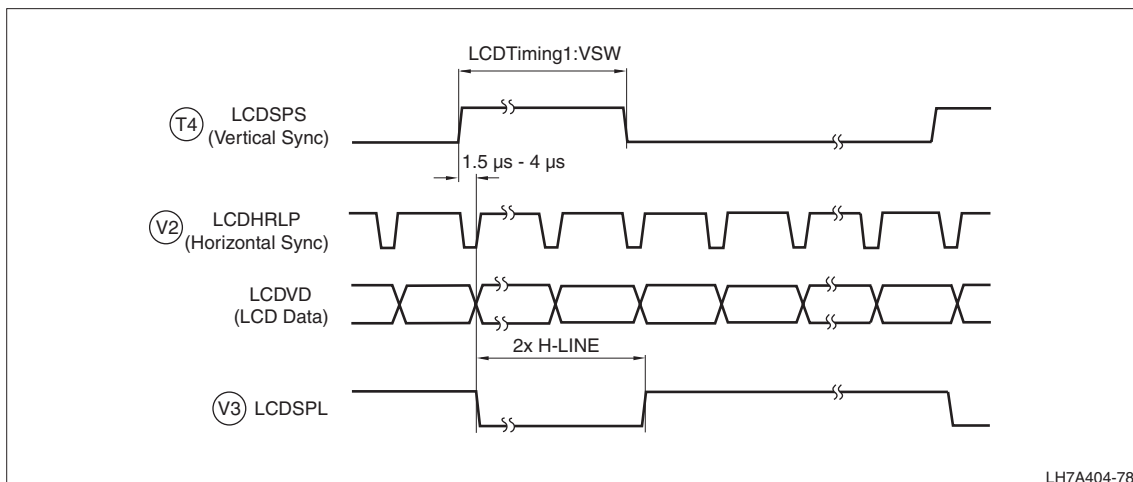 LCDTiming1:VSW
T4
LCDSPS
(Vertical Sync)
1.5 µs - 4 µs
V2
LCDHRLP
(Horizontal Sync)
LCDVD
(LCD Data)
2x H-LINE
V3 LCDSPL
LH7A404-78